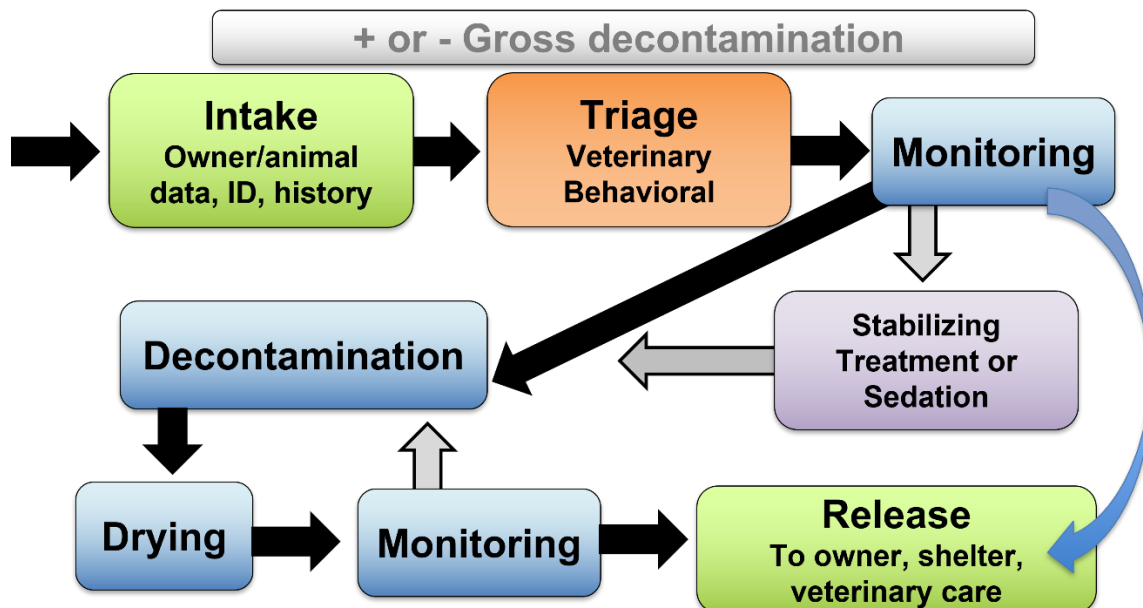 + or - Gross decontamination
Intake
Owner/animal
data, ID, history
Triage
Veterinary
Behavioral
Monitoring
Stabilizing
Treatment or
Sedation
Decontamination
Drying
Monitoring
Release
To owner, shelter,
veterinary care